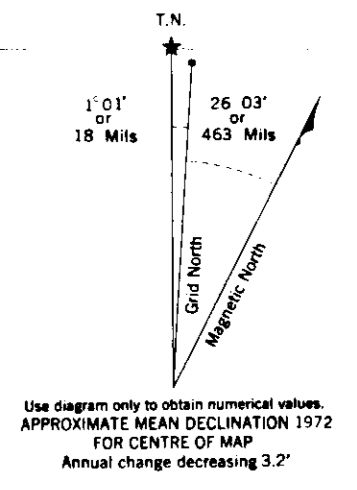 T.N.
1° 01'
or
18 Mils
26 03'
or
463 Mils
Grid North
Magnetic North
Use diagram only to obtain numerical values.
APPROXIMATE MEAN DECLINATION 1972
FOR CENTRE OF MAP
Annual change decreasing 3.2'